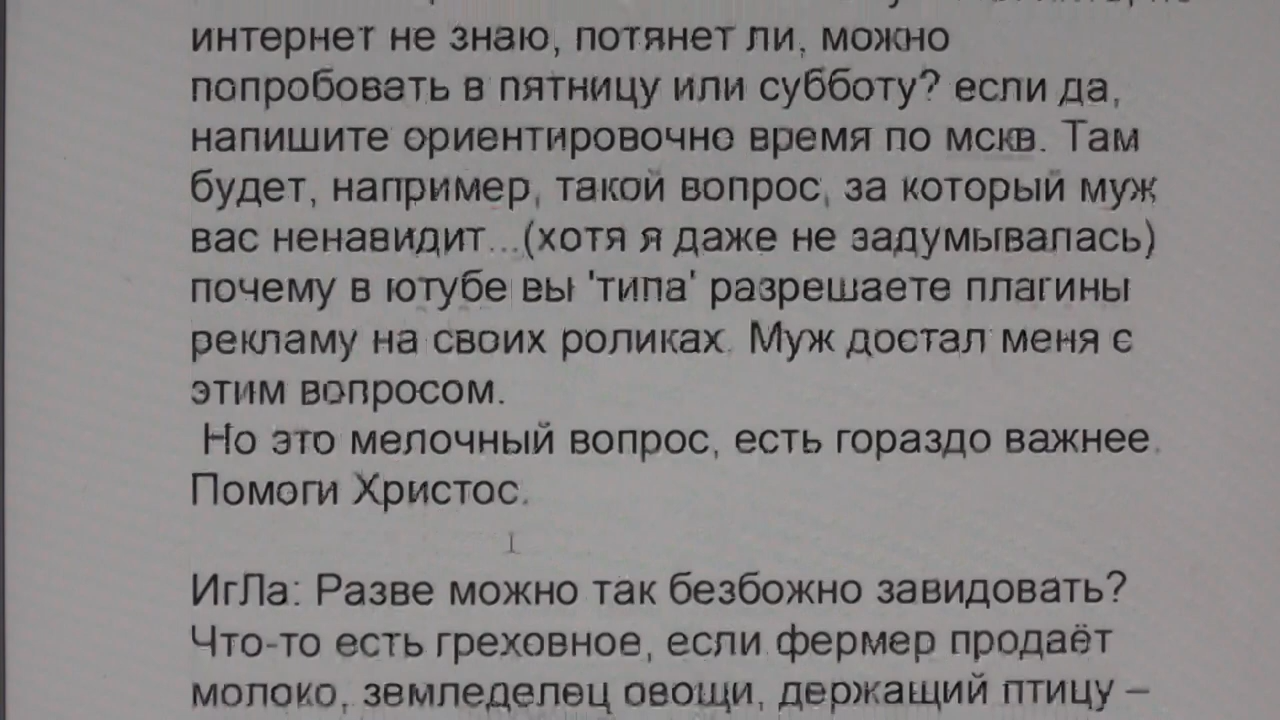 интернет не знаю, потянет ли, можно
попробовать в пятницу или субботу? если да,
напишите ориентировочно время по мскв. Там
будет, например, такой вопрос, за который муж
вас ненавидит...(хотя я даже не задумывалась)
почему в ютубе вы 'типа' разрешаете плагины
рекламу на своих роликах. Муж достал меня с
этим вопросом.
Но это мелочный вопрос, есть гораздо важнее.
Помоги Христос.
ИгЛа: Разве можно так безбожно завидовать?
Что-то есть греховное, если фермер продаёт
молоко, земледелец овощи, держащий птицу –